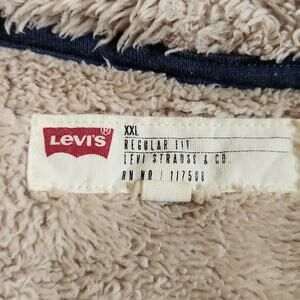 LEVI'S®
XXL
REGULAR FIT
LEVI STRAUSS & CO
RN NO / 117508